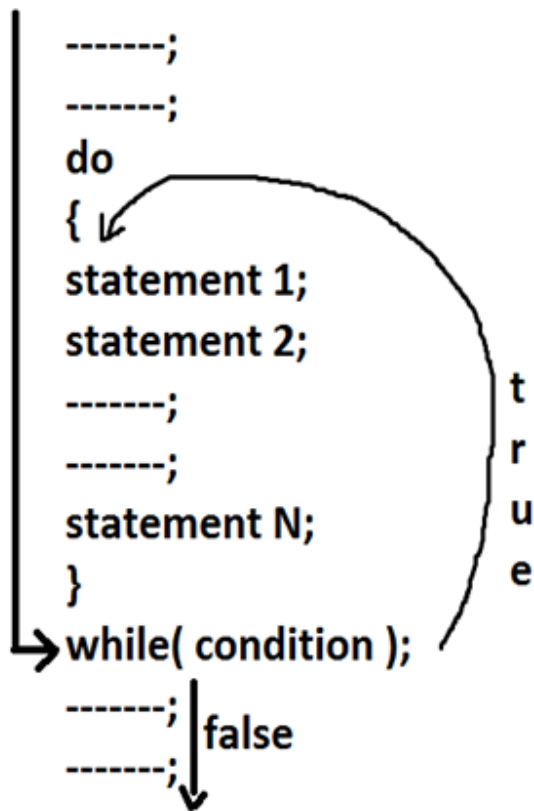 -------;
-------;
do
{
statement 1;
statement 2;
-------;
-------;
statement N;
}
while( condition );
-------;
false
-------;
t
r
u
e